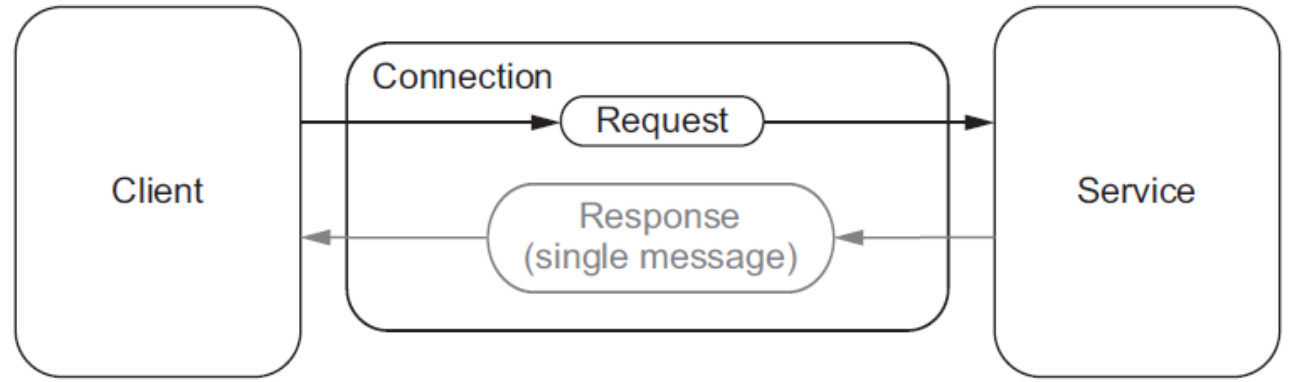 Connection
Request
Client
Service
Response
(single message)